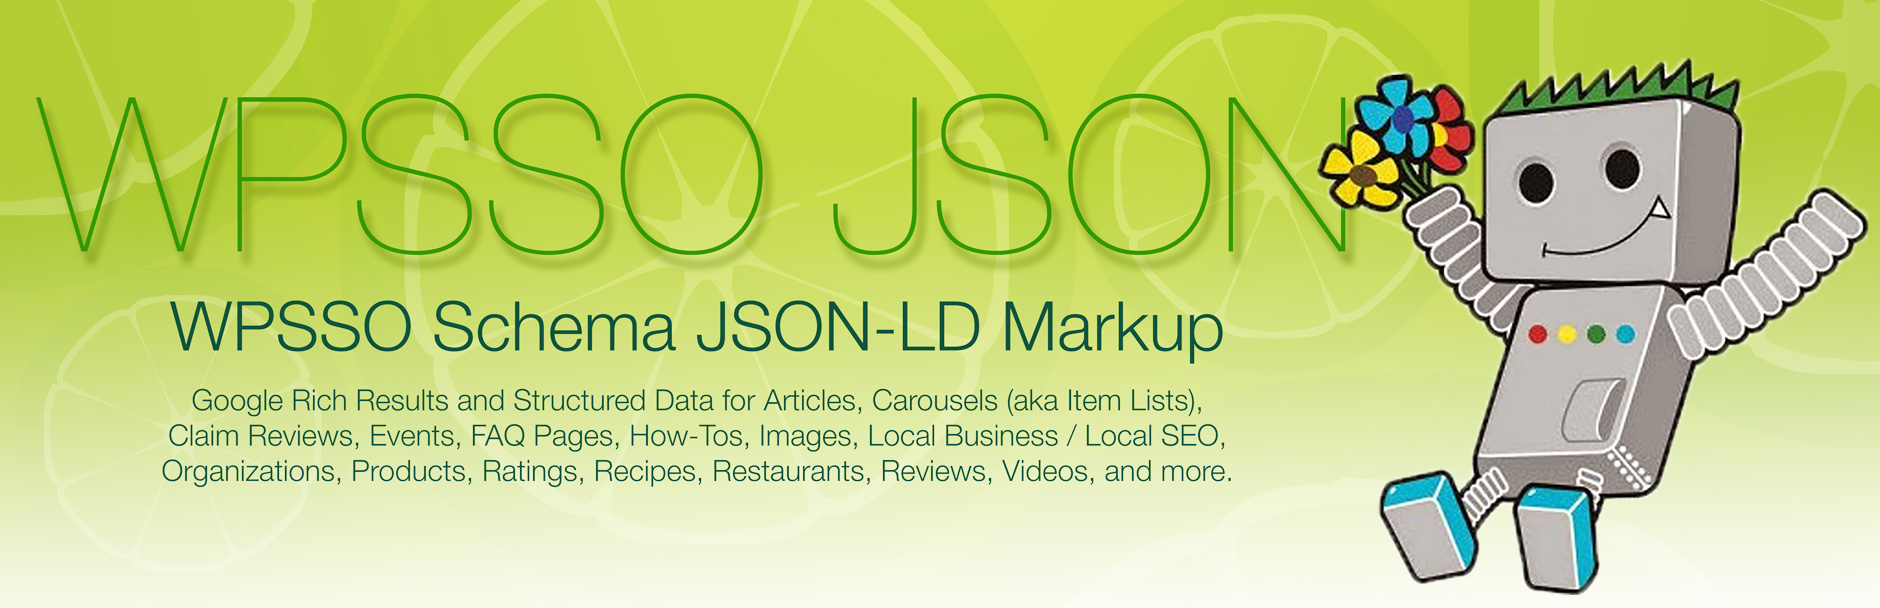 WPSSO JSON
WPSSO Schema JSON-LD Markup
Google Rich Results and Structured Data for Articles, Carousels (aka Item Lists),
Claim Reviews, Events, FAQ Pages, How-Tos, Images, Local Business / Local SEO,
Organizations, Products, Ratings, Recipes, Restaurants, Reviews, Videos, and more.